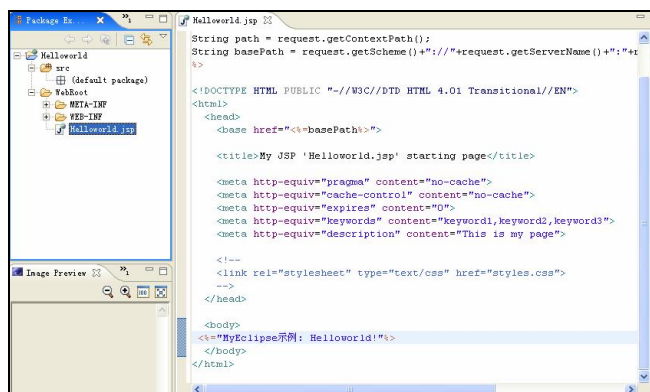 Package Ex...
Helloworld
src
(default package)
WebRoot
META-INF
WEB-INF
Helloworld.jsp
Image Preview
Helloworld.jsp
String path = request.getContextPath();
String basePath = request.getScheme()+"://"+request.getServerName()+":"+r
%>
<!DOCTYPE HTML PUBLIC "-//W3C//DTD HTML 4.01 Transitional//EN">
<html>
<head>
<base href="<%=basePath%>">
<title>My JSP 'Helloworld.jsp' starting page</title>
<meta http-equiv="pragma" content="no-cache">
<meta http-equiv="cache-control" content="no-cache">
<meta http-equiv="expires" content="0">
<meta http-equiv="keywords" content="keyword1,keyword2,keyword3">
<meta http-equiv="description" content="This is my page">
<!--
<link rel="stylesheet" type="text/css" href="styles.css">
-->
</head>
<body>
<%="MyEclipse示例: Helloworld!"%>
</body>
</html>